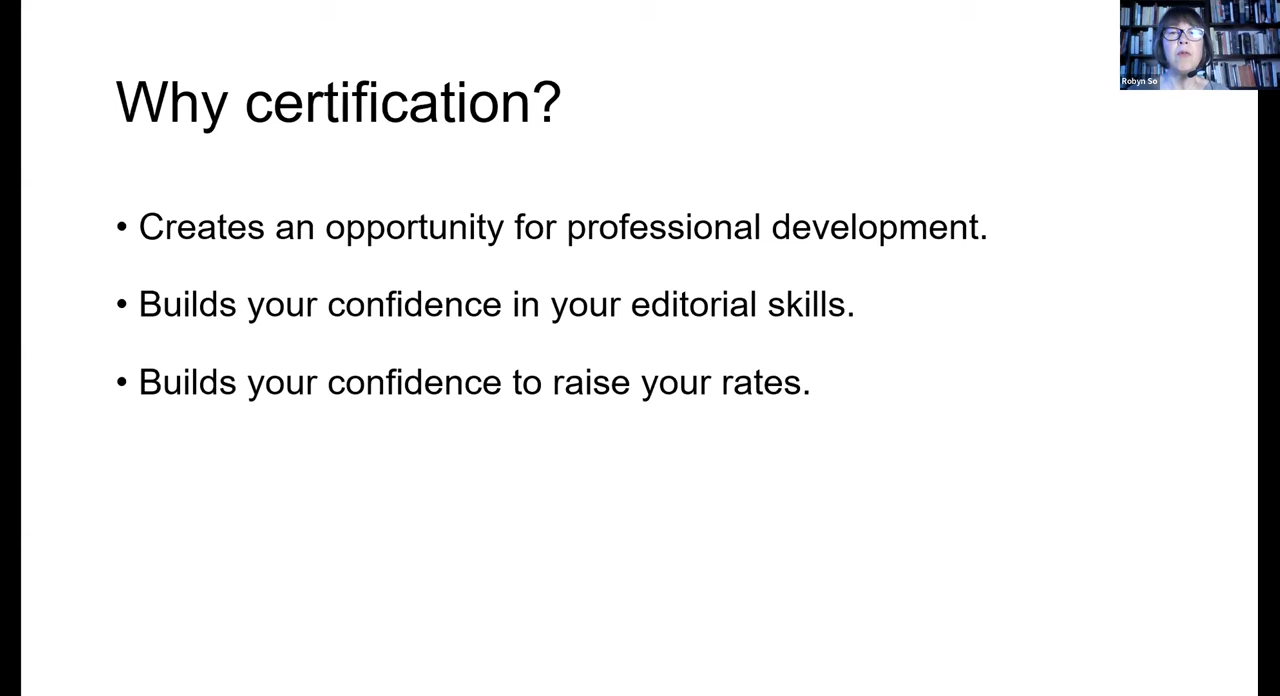 Why certification?
Robyn So
• Creates an opportunity for professional development.
• Builds your confidence in your editorial skills.
• Builds your confidence to raise your rates.